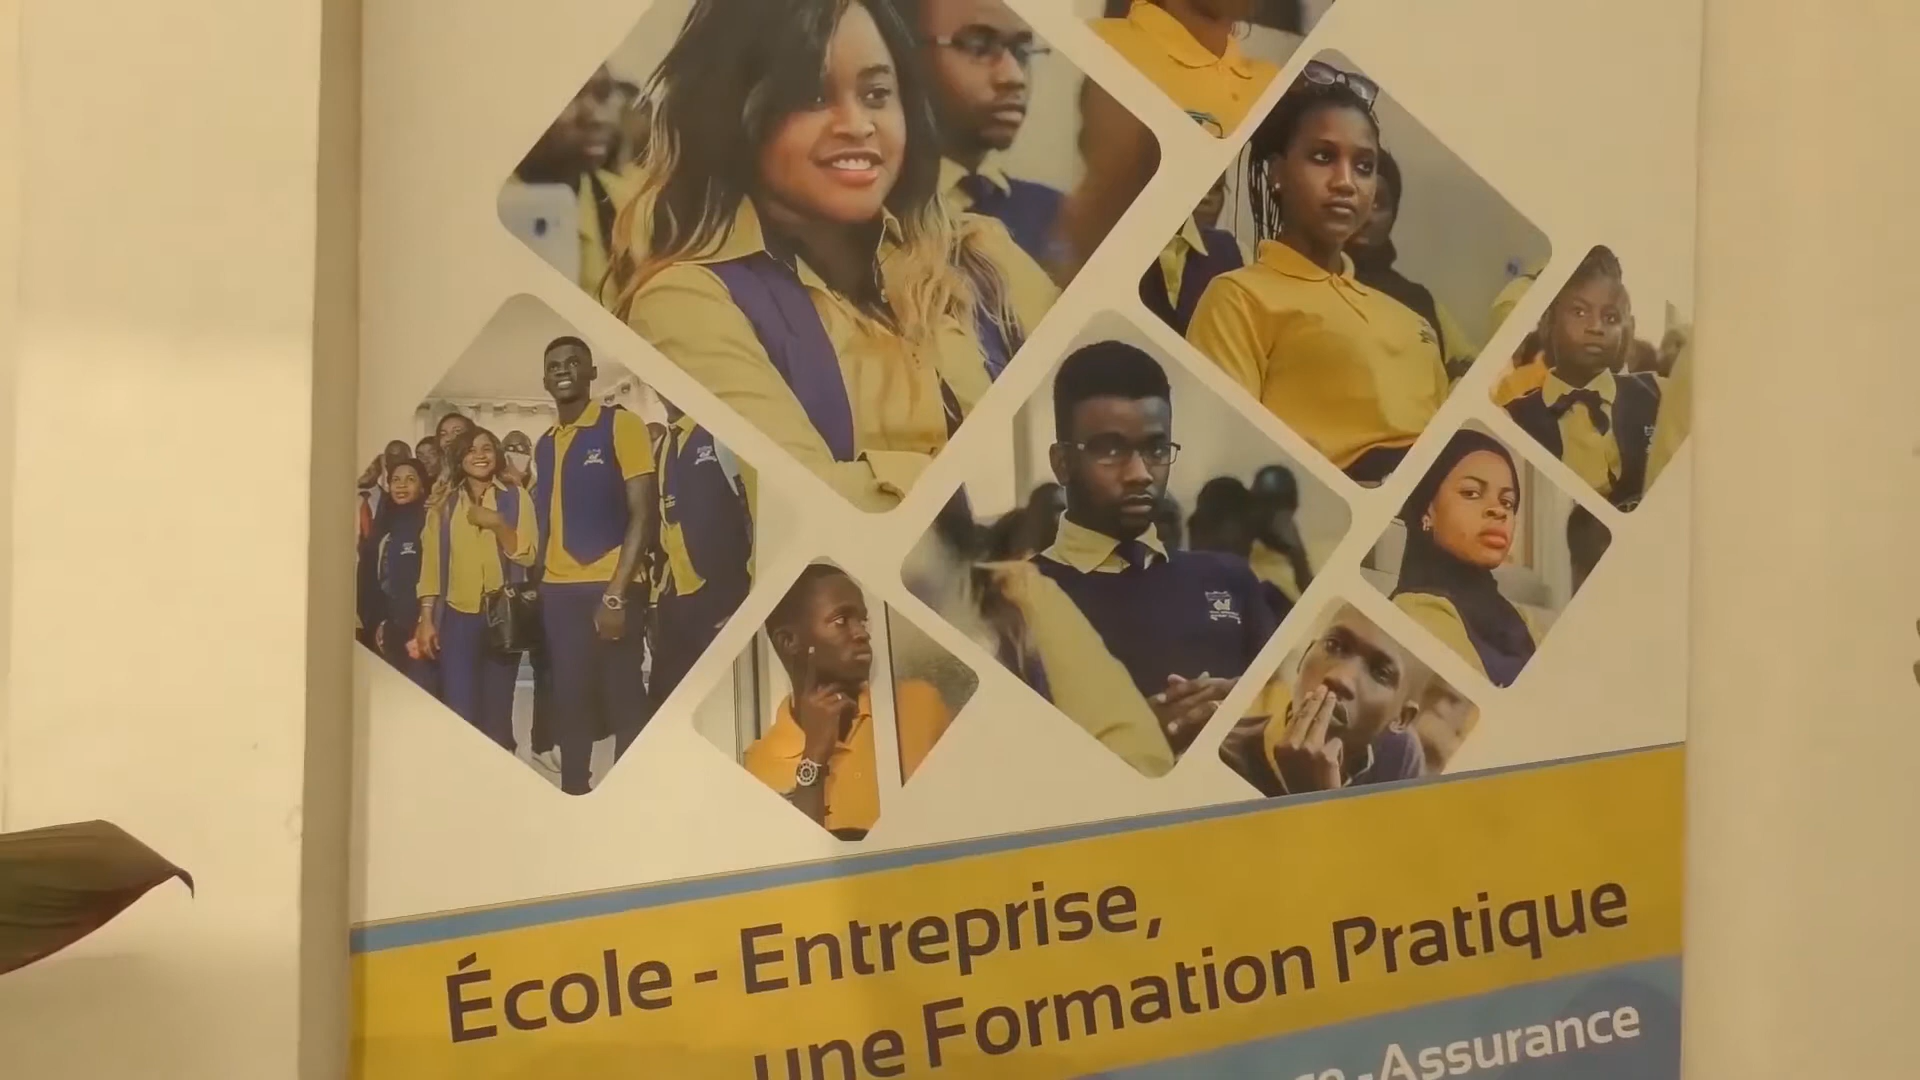 École - Entreprise,
une Formation Pratique
-Assurance